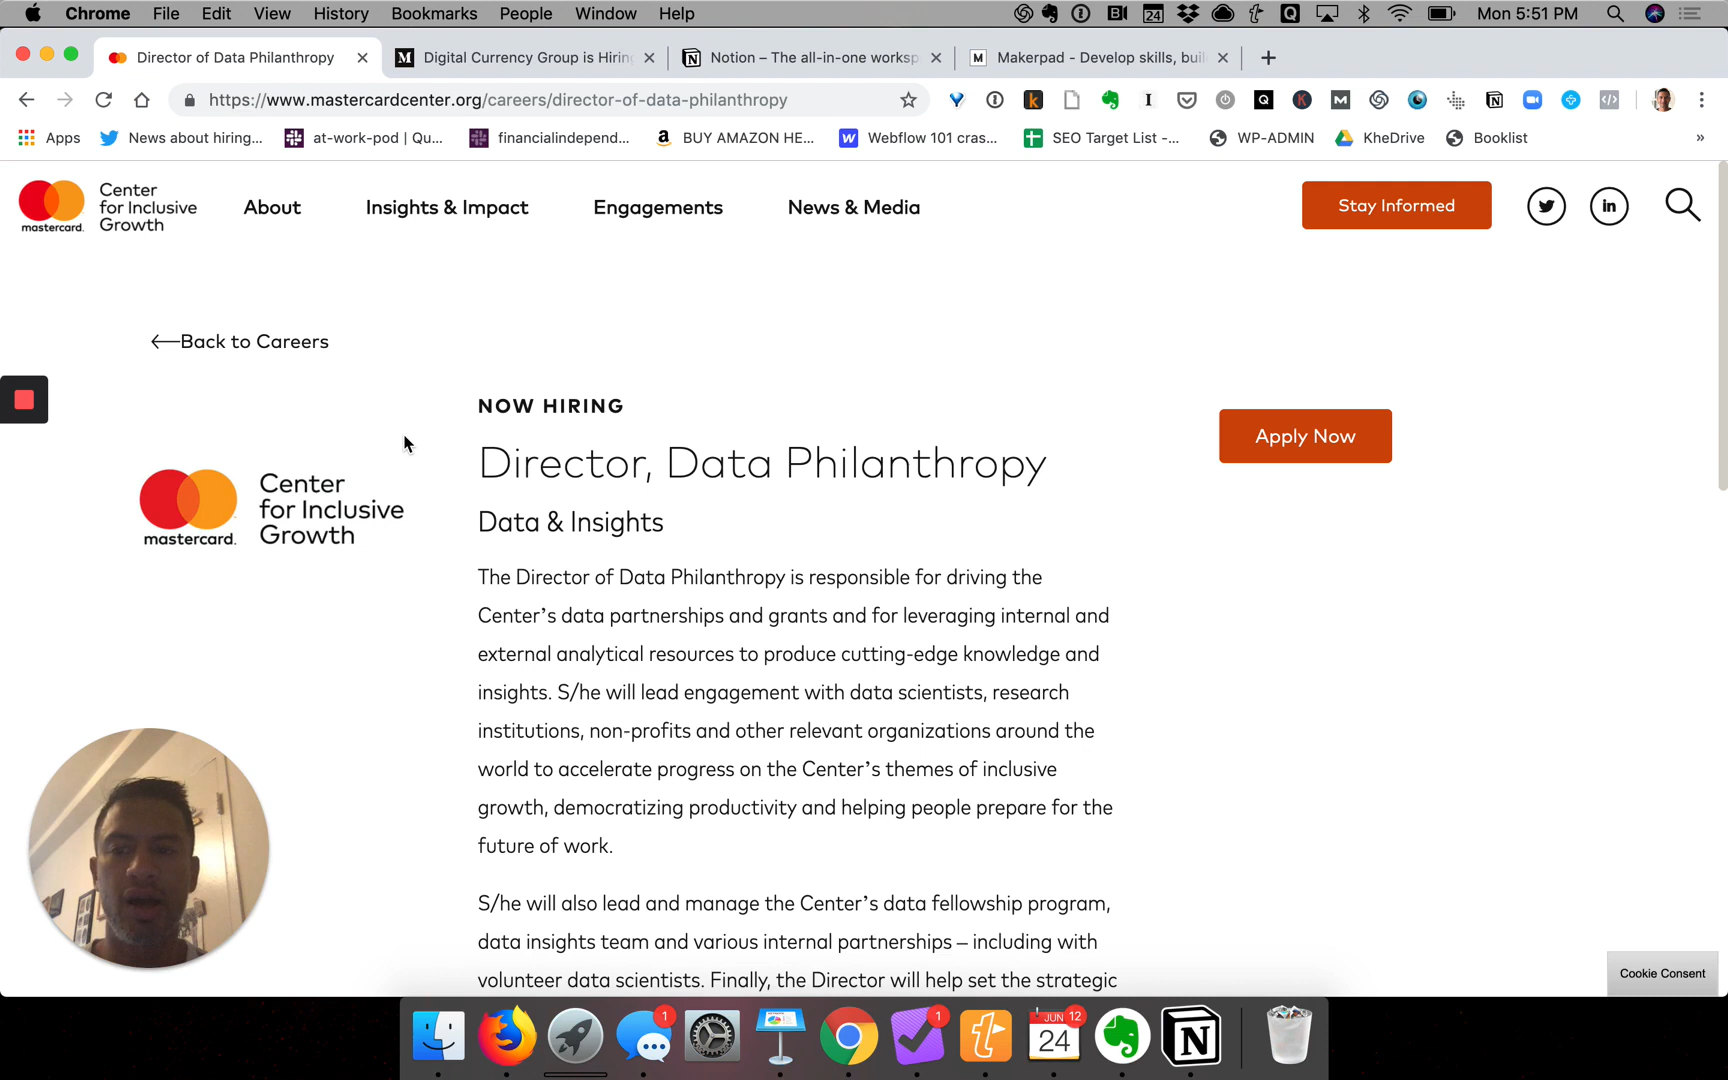 Chrome File Edit View History Bookmarks People Window Help 24 Mon 5:51 PM
Director of Data Philanthropy
Digital Currency Group is Hirin
Notion – The all-in-one worksp
Makerpad - Develop skills, bui
https://www.mastercardcenter.org/careers/director-of-data-philanthropy
Apps
News about hiring...
at-work-pod | Qu...
financialindepend...
BUY AMAZON HE...
Webflow 101 cras...
SEO Target List -...
WP-ADMIN
KheDrive
Booklist
»
mastercard.
Center
for Inclusive
Growth
About
Insights & Impact
Engagements
News & Media
Stay Informed
in
Back to Careers
NOW HIRING
Director, Data Philanthropy
Data & Insights
Apply Now
mastercard.
Center
for Inclusive
Growth
The Director of Data Philanthropy is responsible for driving the
Center’s data partnerships and grants and for leveraging internal and
external analytical resources to produce cutting-edge knowledge and
insights. S/he will lead engagement with data scientists, research
institutions, non-profits and other relevant organizations around the
world to accelerate progress on the Center’s themes of inclusive
growth, democratizing productivity and helping people prepare for the
future of work.
S/he will also lead and manage the Center’s data fellowship program,
data insights team and various internal partnerships – including with
volunteer data scientists. Finally, the Director will help set the strategic
Cookie Consent
1
1
JUN
12
24